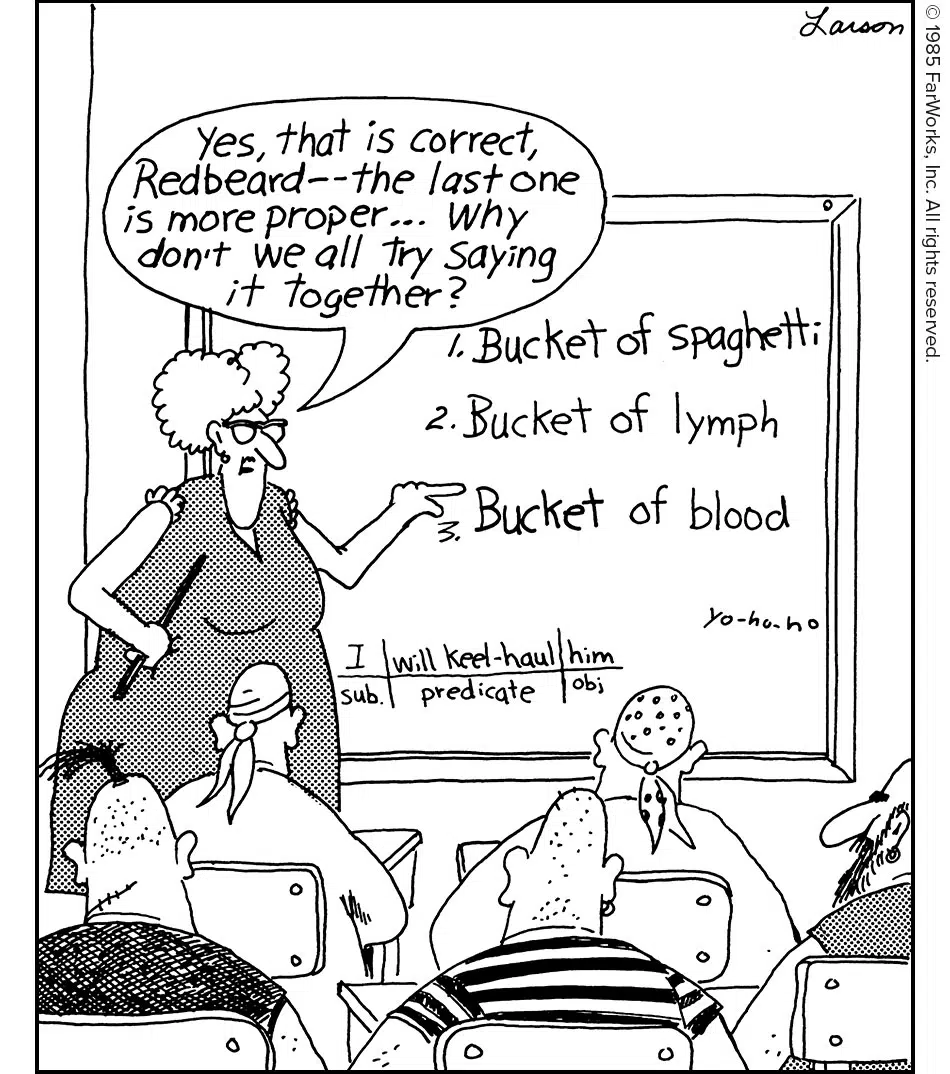 Larson
© 1985 FarWorks, Inc. All rights reserved.
Yes, that is correct,
Redbeard--the last one
is more proper... Why
don't we all try saying
it together?
1. Bucket of spaghetti
2. Bucket of lymph
3. Bucket of blood
yo-ho-ho
I will keel-haul him
sub. predicate obj